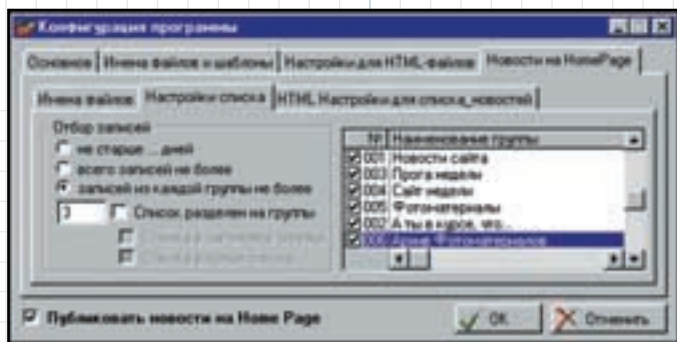 Конфигурация программы
Основное Имена файлов и шаблоны Настройки для HTML-файлов Новости на HomePage
Имена файлов Настройки списка HTML Настройки для списка_новостей
Отбор записей
не старше ... дней
всего записей не более
записей из каждой группы не более
3 Список разделен на группы
№ Наименование группы
001 Новости сайта
003 Прога недели
004 Сайт недели
005 Фотоматериалы
002 А ты в курсе, что...
006 Архив Фотоматериалов
Публиковать новости на Home Page
OK Отменить